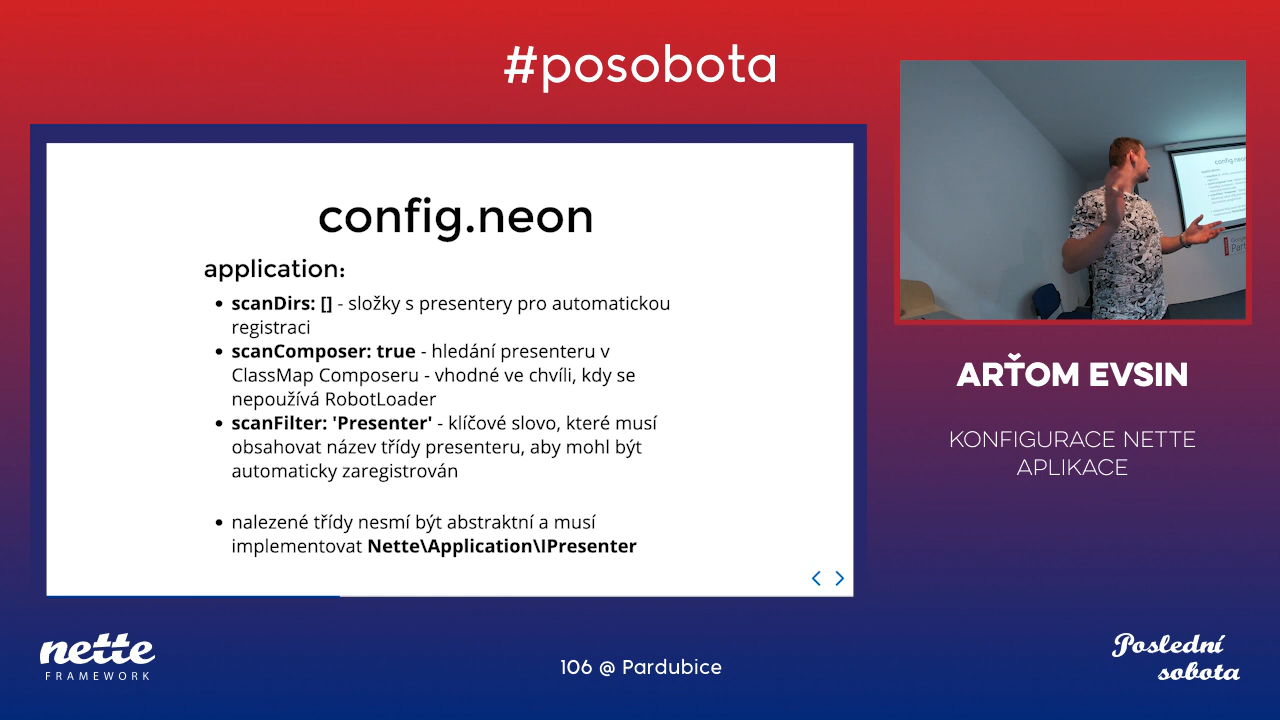 #posobota
config.neon
application:
scanDirs: [] - složky s presentery pro automatickou
registraci
scanComposer: true - hledání presenteru v
ClassMap Composeru - vhodné ve chvíli, kdy se
nepoužívá RobotLoader
scanFilter: 'Presenter' - klíčové slovo, které musí
obsahovat název třídy presenteru, aby mohl být
automaticky zaregistrován
nalezené třídy nesmí být abstraktní a musí
implementovat Nette\Application\IPresenter
config.neon
ARŤOM EVSIN
KONFIGURACE NETTE
APLIKACE
nette
FRAMEWORK
106 @ Pardubice
Poslední
sobota